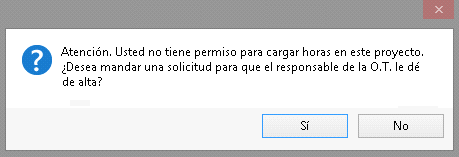 Atención. Usted no tiene permiso para cargar horas en este proyecto.
¿Desea mandar una solicitud para que el responsable de la O.T. le dé
de alta?
Sí
No